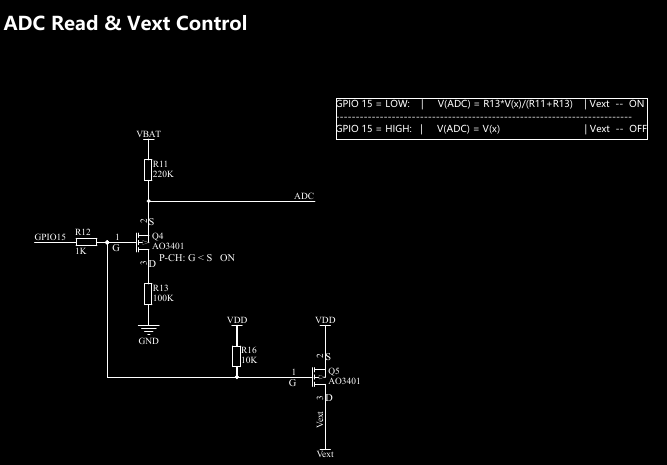 ADC Read & Vext Control
GPIO 15 = LOW: | V(ADC) = R13*V(x)/(R11+R13) | Vext -- ON
GPIO 15 = HIGH: | V(ADC) = V(x) | Vext -- OFF
VBAT
R11
220K
ADC
2 S
GPIO15
R12
1K
1
G
Q4
AO3401
P-CH: G < S ON
3 D
R13
100K
GND
VDD
VDD
R16
10K
2 S
1
G
Q5
AO3401
3 D
Vext
Vext